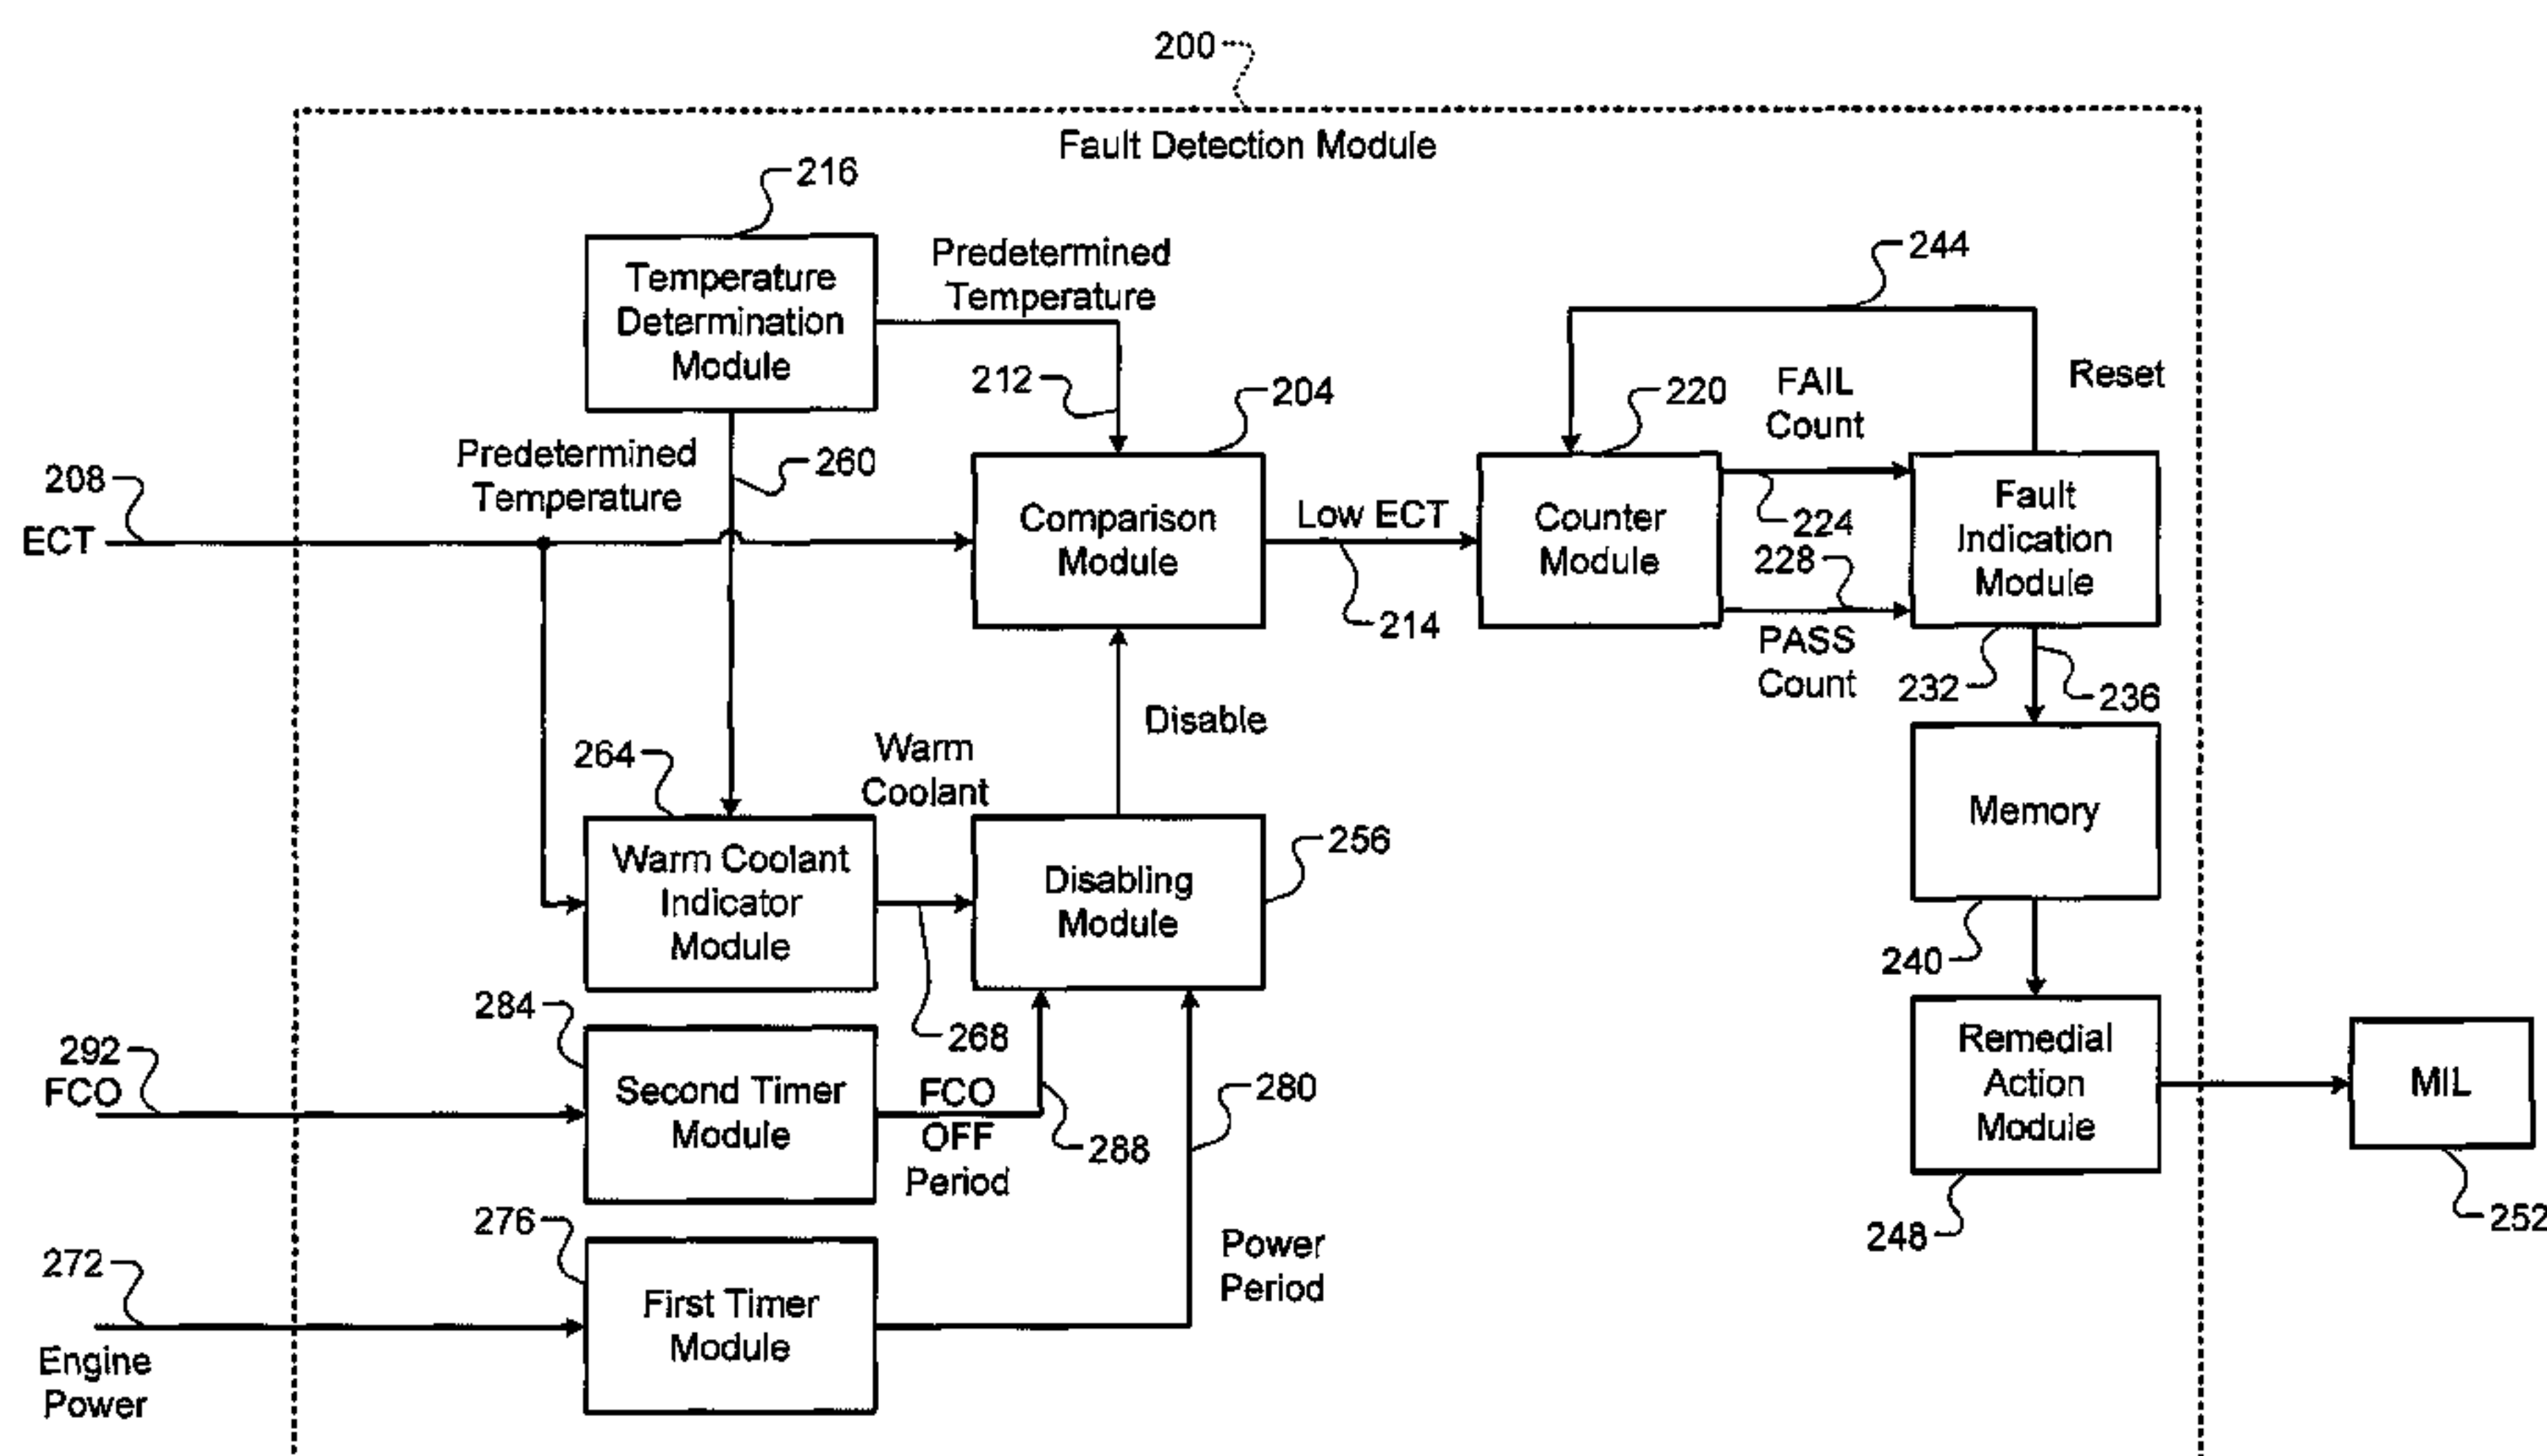 200
Fault Detection Module
216
Temperature
Determination
Module
Predetermined
Temperature
212
204
244
Reset
220
FAIL
Count
224
228
PASS
Count
Predetermined
Temperature
260
208
ECT
Comparison
Module
Low ECT
214
Counter
Module
Fault
Indication
Module
232
236
Disable
264
Warm
Coolant
Warm Coolant
Indicator
Module
268
Disabling
Module
256
Memory
240
284
292
FCO
Second Timer
Module
FCO
OFF
Period
288
280
Remedial
Action
Module
248
MIL
252
276
272
Engine
Power
First Timer
Module
Power
Period